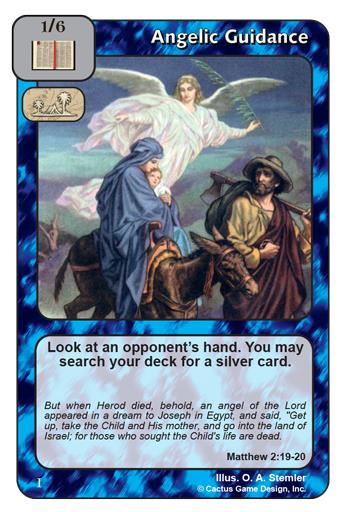 1/6
Angelic Guidance
Look at an opponent's hand. You may
search your deck for a silver card.
But when Herod died, behold, an angel of the Lord
appeared in a dream to Joseph in Egypt, and said, "Get
up, take the Child and His mother, and go into the land of
Israel; for those who sought the Child's life are dead.
Matthew 2:19-20
I
Illus. O. A. Stemler
© Cactus Game Design, Inc.